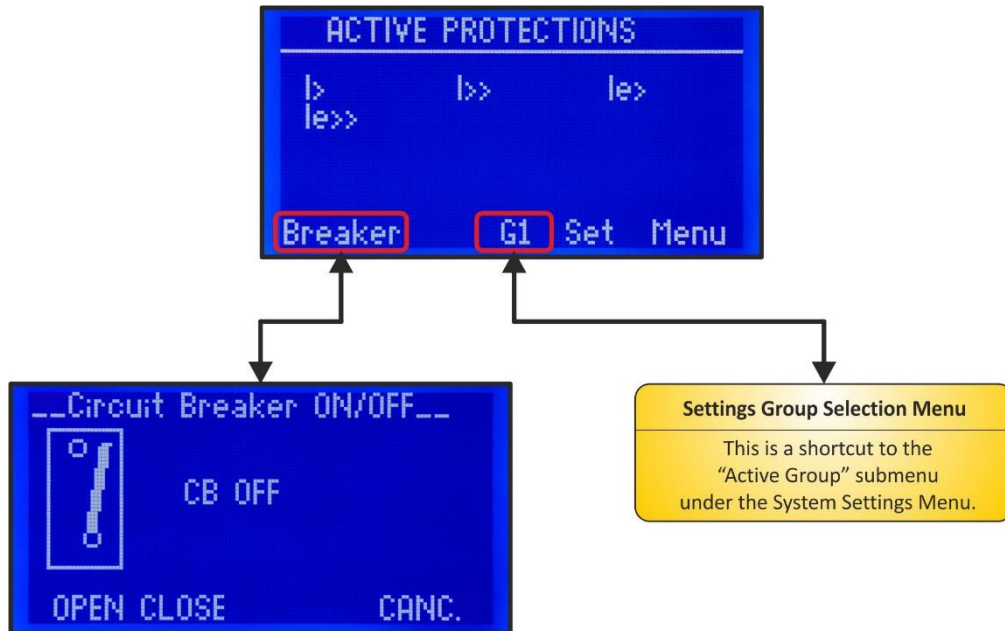 ACTIVE PROTECTIONS
I> I>> Ie>
Ie>>
Breaker G1 Set Menu
__Circuit Breaker ON/OFF__
CB OFF
OPEN CLOSE CANC.
Settings Group Selection Menu
This is a shortcut to the
“Active Group” submenu
under the System Settings Menu.